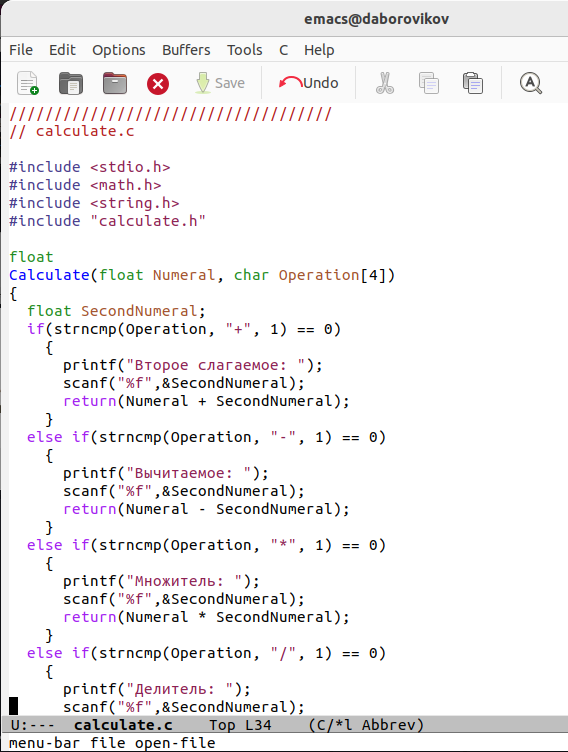 emacs@daborovikov
File Edit Options Buffers Tools C Help
Save Undo
////////////////////////////////////
// calculate.c
#include <stdio.h>
#include <math.h>
#include <string.h>
#include "calculate.h"
float
Calculate(float Numeral, char Operation[4])
{
  float SecondNumeral;
  if(strncmp(Operation, "+", 1) == 0)
    {
      printf("Второе слагаемое: ");
      scanf("%f",&SecondNumeral);
      return(Numeral + SecondNumeral);
    }
  else if(strncmp(Operation, "-", 1) == 0)
    {
      printf("Вычитаемое: ");
      scanf("%f",&SecondNumeral);
      return(Numeral - SecondNumeral);
    }
  else if(strncmp(Operation, "*", 1) == 0)
    {
      printf("Множитель: ");
      scanf("%f",&SecondNumeral);
      return(Numeral * SecondNumeral);
    }
  else if(strncmp(Operation, "/", 1) == 0)
    {
      printf("Делитель: ");
      scanf("%f",&SecondNumeral);
U:--- calculate.c Top L34 (C/*l Abbrev)
menu-bar file open-file